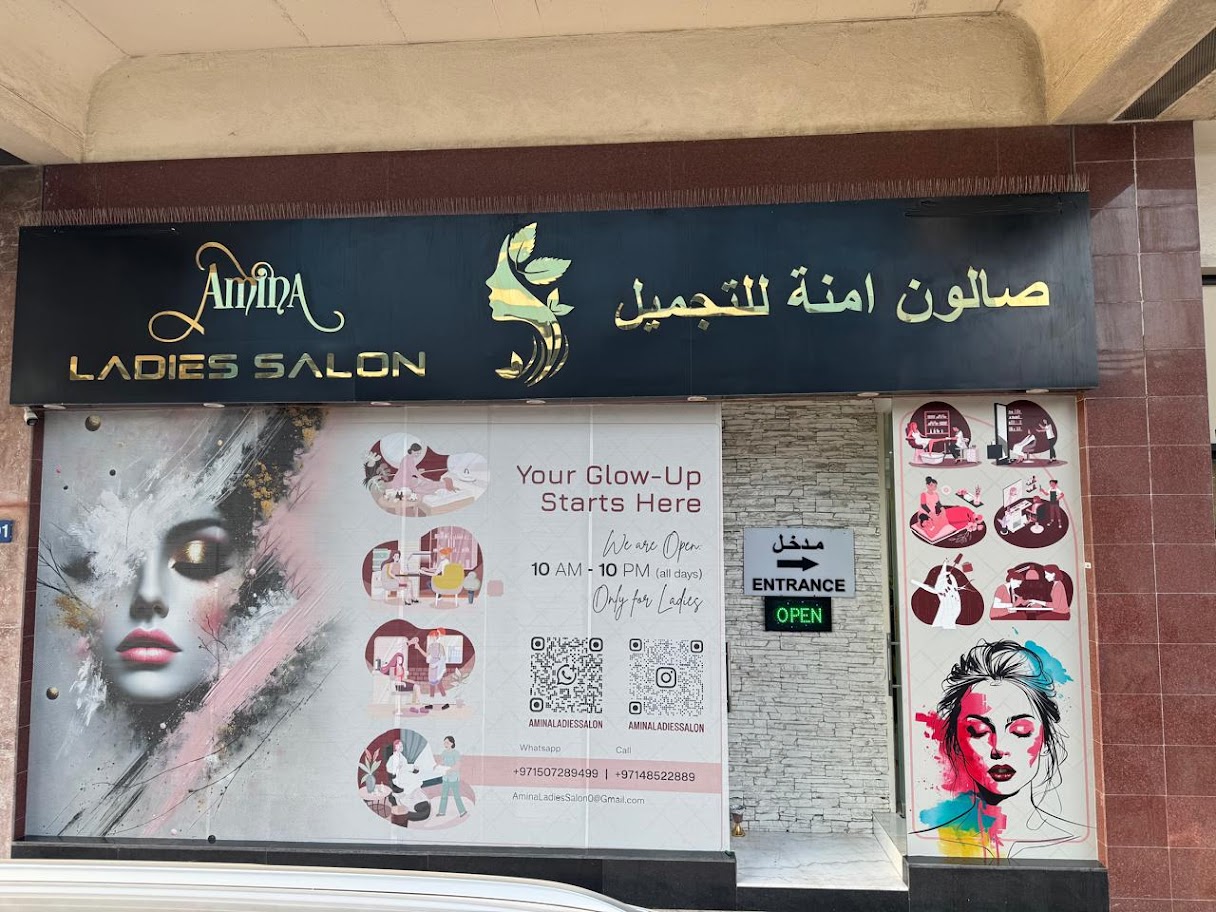 Amina
LADIES SALON
صالون امنة للتجميل
Your Glow-Up
Starts Here
We are Open:
10 AM - 10 PM (all days)
Only for Ladies
AMINALADIESSALON
AMINALADIESSALON
Whatsapp
Call
+971507289499 | +97148522889
AminaLadiesSalon0@Gmail.com
مدخل
ENTRANCE
OPEN